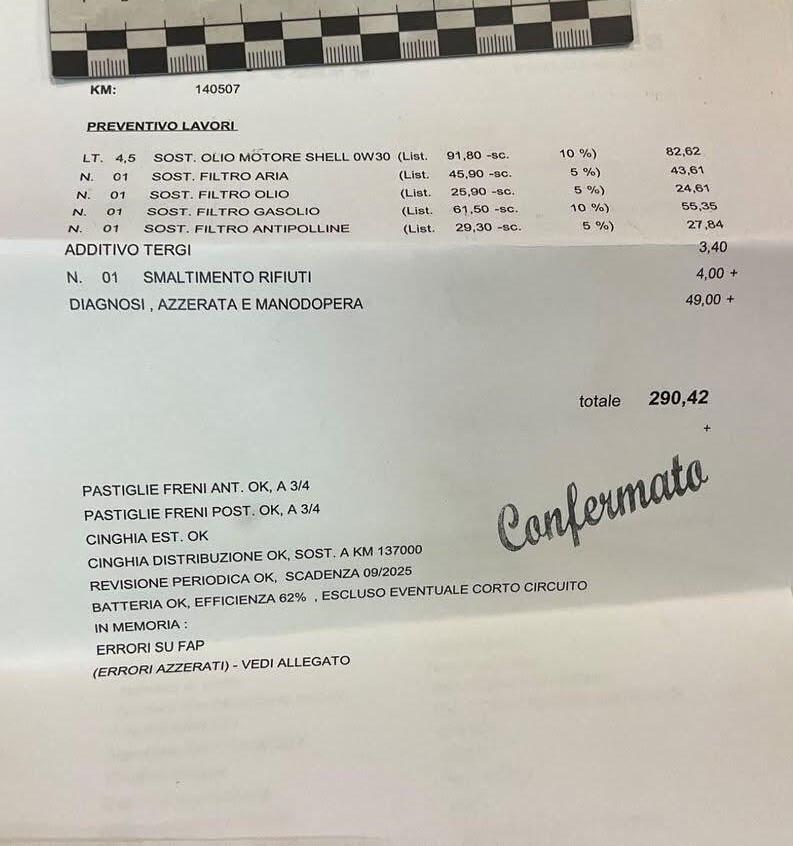 KM: 140507
PREVENTIVO LAVORI
LT. 4,5 SOST. OLIO MOTORE SHELL 0W30 (List. 91,80 -sc. 10 %) 82,62
N. 01 SOST. FILTRO ARIA (List. 45,90 -sc. 5 %) 43,61
N. 01 SOST. FILTRO OLIO (List. 25,90 -sc. 5 %) 24,61
N. 01 SOST. FILTRO GASOLIO (List. 61,50 -sc. 10 %) 55,35
N. 01 SOST. FILTRO ANTIPOLLINE (List. 29,30 -sc. 5 %) 27,84
ADDITIVO TERGI 3,40
N. 01 SMALTIMENTO RIFIUTI 4,00 +
DIAGNOSI , AZZERATA E MANODOPERA 49,00 +
totale 290,42
+
Confermato
PASTIGLIE FRENI ANT. OK, A 3/4
PASTIGLIE FRENI POST. OK, A 3/4
CINGHIA EST. OK
CINGHIA DISTRIBUZIONE OK, SOST. A KM 137000
REVISIONE PERIODICA OK, SCADENZA 09/2025
BATTERIA OK, EFFICIENZA 62% , ESCLUSO EVENTUALE CORTO CIRCUITO
IN MEMORIA :
ERRORI SU FAP
(ERRORI AZZERATI) - VEDI ALLEGATO